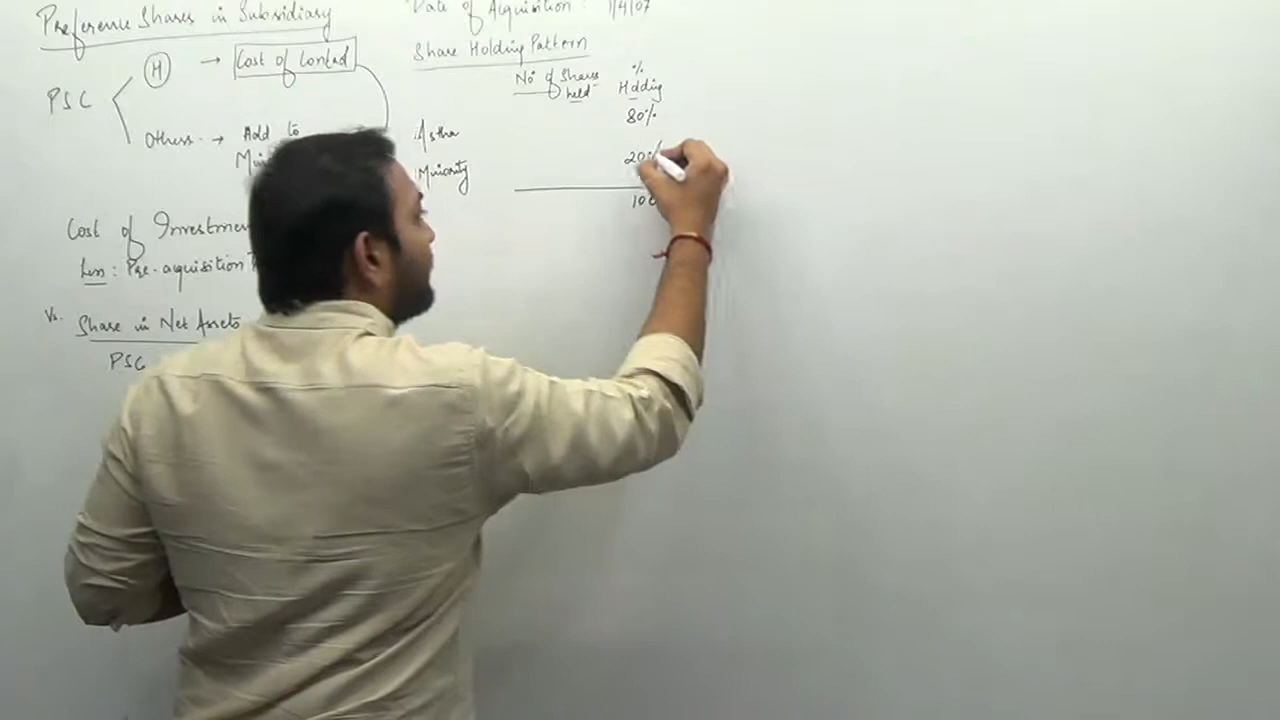 Preference Shares in Subsidiary
PSC
H → Cost of Control
Others → Add to
Cost of Investment
Less : Pre-acquisition
Vs. Share in Net Assets
PSC
Date of Acquisition : 1/4/07
Share Holding Pattern
No of Shares held
% Holding
Astha 80%
Minority 20%